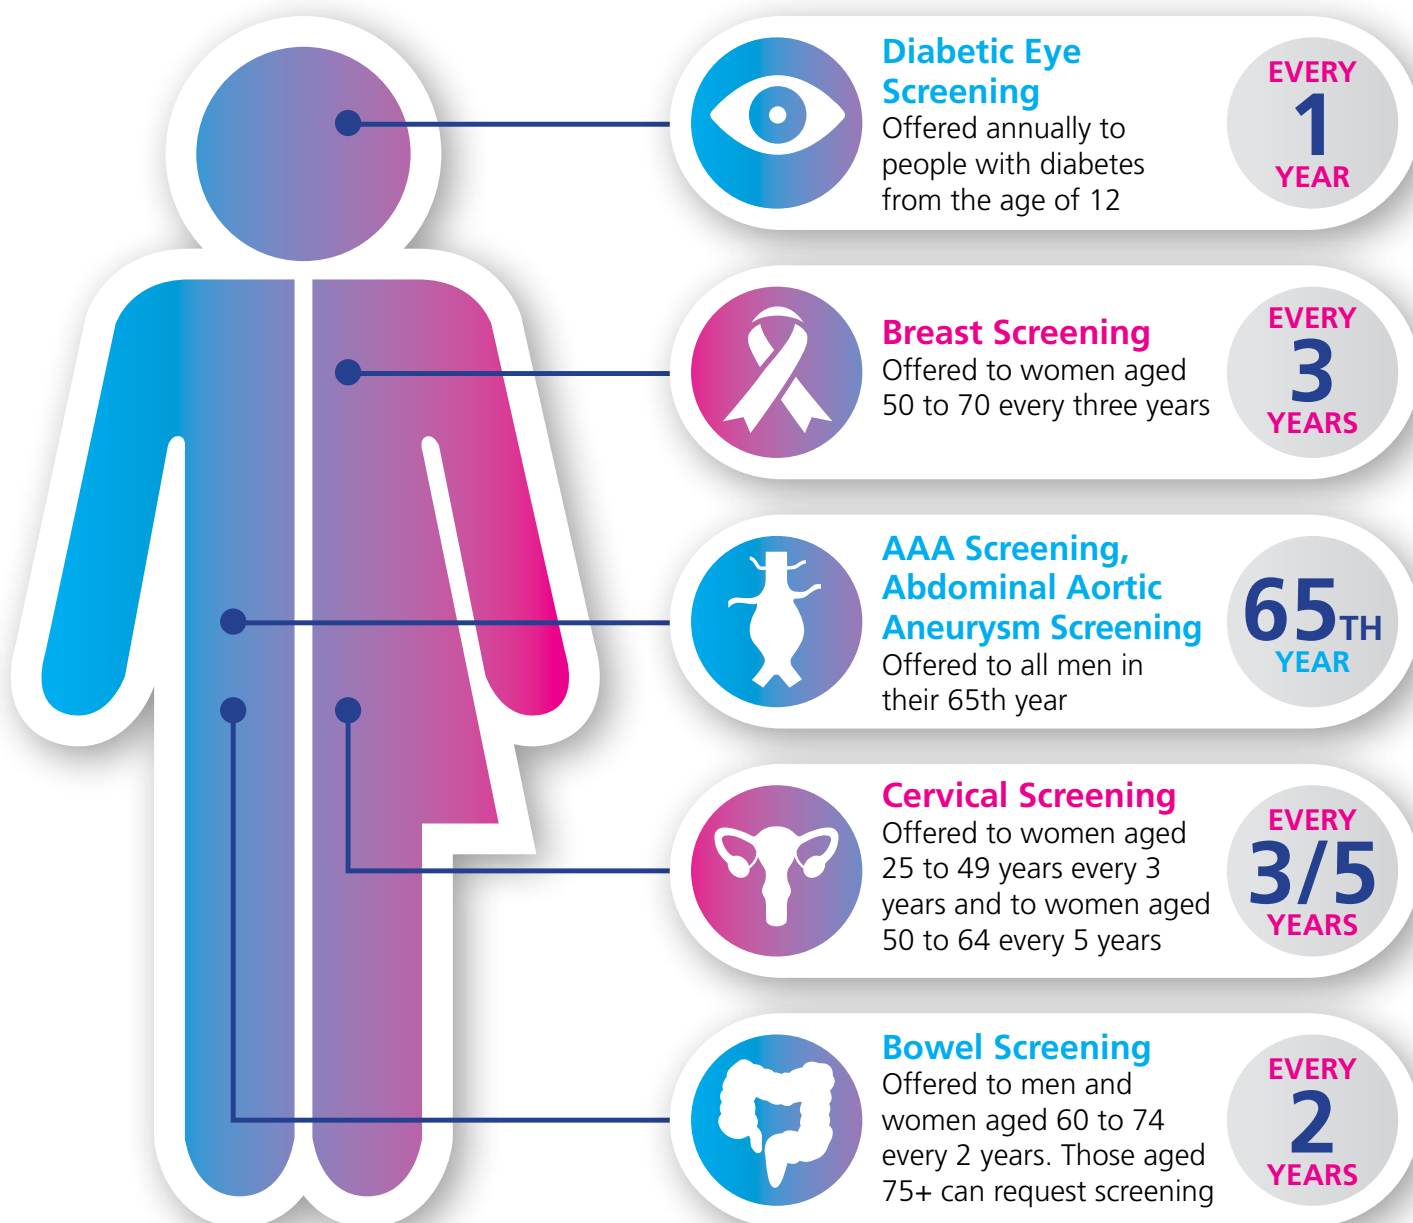 Diabetic Eye
Screening
Offered annually to
people with diabetes
from the age of 12
EVERY
1
YEAR
Breast Screening
Offered to women aged
50 to 70 every three years
EVERY
3
YEARS
AAA Screening,
Abdominal Aortic
Aneurysm Screening
Offered to all men in
their 65th year
65TH
YEAR
Cervical Screening
Offered to women aged
25 to 49 years every 3
years and to women aged
50 to 64 every 5 years
EVERY
3/5
YEARS
Bowel Screening
Offered to men and
women aged 60 to 74
every 2 years. Those aged
75+ can request screening
EVERY
2
YEARS